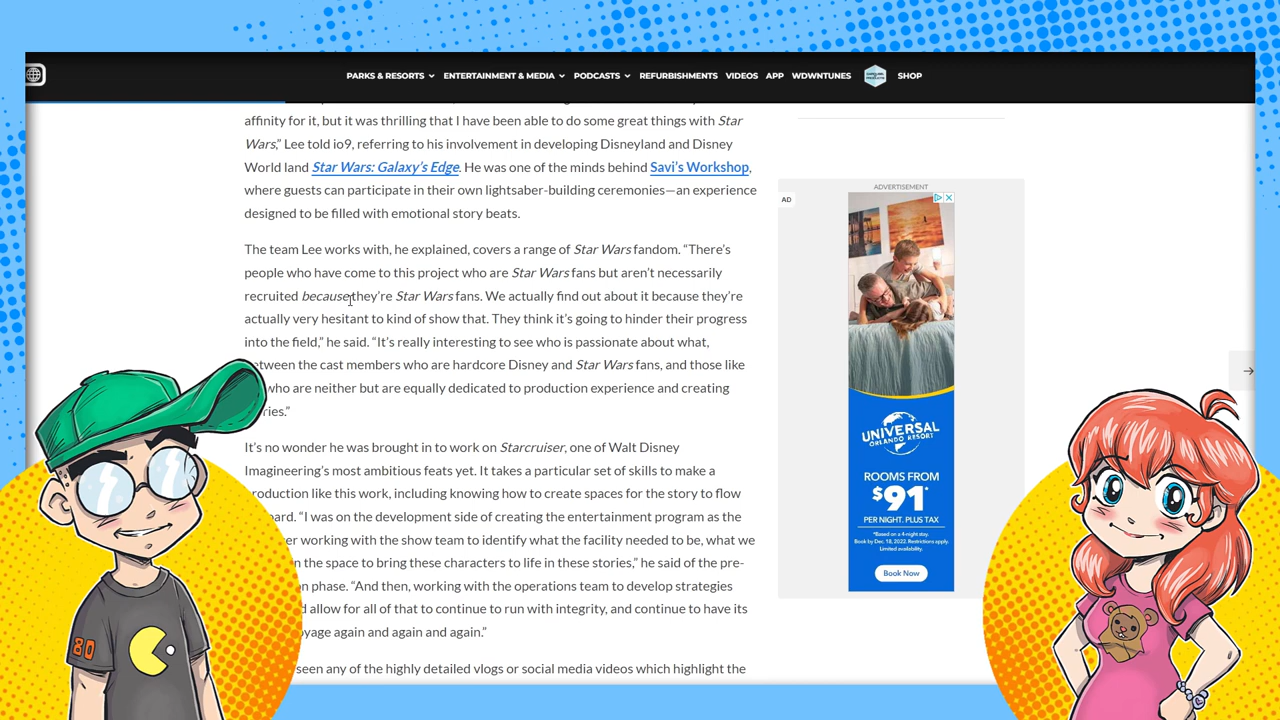 PARKS & RESORTS ENTERTAINMENT & MEDIA PODCASTS REFURBISHMENTS VIDEOS APP WDWNTUNES SHOP
affinity for it, but it was thrilling that I have been able to do some great things with Star
Wars,” Lee told io9, referring to his involvement in developing Disneyland and Disney
World land Star Wars: Galaxy’s Edge. He was one of the minds behind Savi’s Workshop,
where guests can participate in their own lightsaber-building ceremonies—an experience
designed to be filled with emotional story beats.
The team Lee works with, he explained, covers a range of Star Wars fandom. “There’s
people who have come to this project who are Star Wars fans but aren’t necessarily
recruited because they’re Star Wars fans. We actually find out about it because they’re
actually very hesitant to kind of show that. They think it’s going to hinder their progress
into the field,” he said. “It’s really interesting to see who is passionate about what,
between the cast members who are hardcore Disney and Star Wars fans, and those like
who are neither but are equally dedicated to production experience and creating
ries.”
It’s no wonder he was brought in to work on Starcruiser, one of Walt Disney
Imagineering’s most ambitious feats yet. It takes a particular set of skills to make a
production like this work, including knowing how to create spaces for the story to flow
ard. “I was on the development side of creating the entertainment program as the
er working with the show team to identify what the facility needed to be, what we
n the space to bring these characters to life in these stories,” he said of the pre-
n phase. “And then, working with the operations team to develop strategies
d allow for all of that to continue to run with integrity, and continue to have its
oyage again and again and again.”
seen any of the highly detailed vlogs or social media videos which highlight the
ADVERTISEMENT
AD
UNIVERSAL
ORLANDO RESORT
ROOMS FROM
$91*
PER NIGHT. PLUS TAX
*Based on a 4-night stay.
Book by Dec. 18, 2022. Restrictions apply.
Limited availability.
Book Now
80